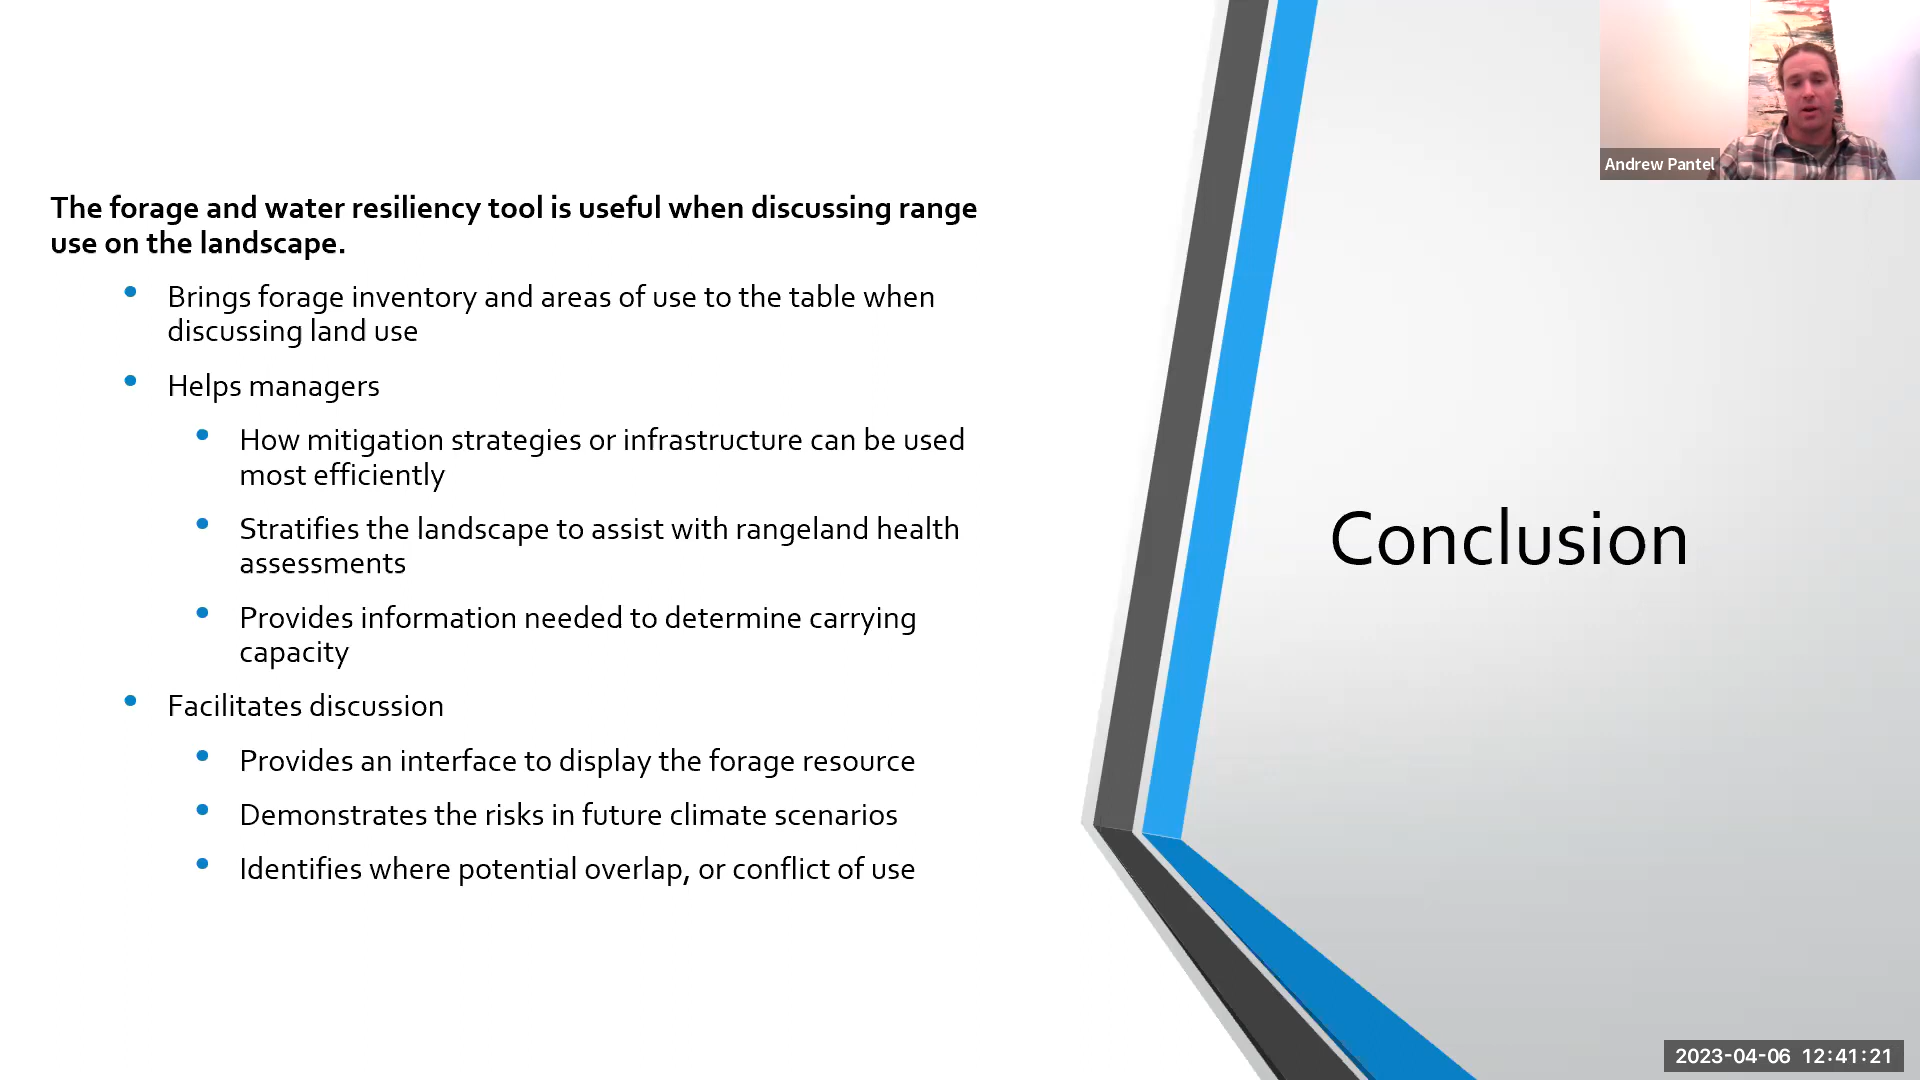 The forage and water resiliency tool is useful when discussing range
use on the landscape.
Brings forage inventory and areas of use to the table when
discussing land use
Helps managers
How mitigation strategies or infrastructure can be used
most efficiently
Stratifies the landscape to assist with rangeland health
assessments
Provides information needed to determine carrying
capacity
Facilitates discussion
Provides an interface to display the forage resource
Demonstrates the risks in future climate scenarios
Identifies where potential overlap, or conflict of use
Conclusion
Andrew Pantel
2023-04-06 12:41:21